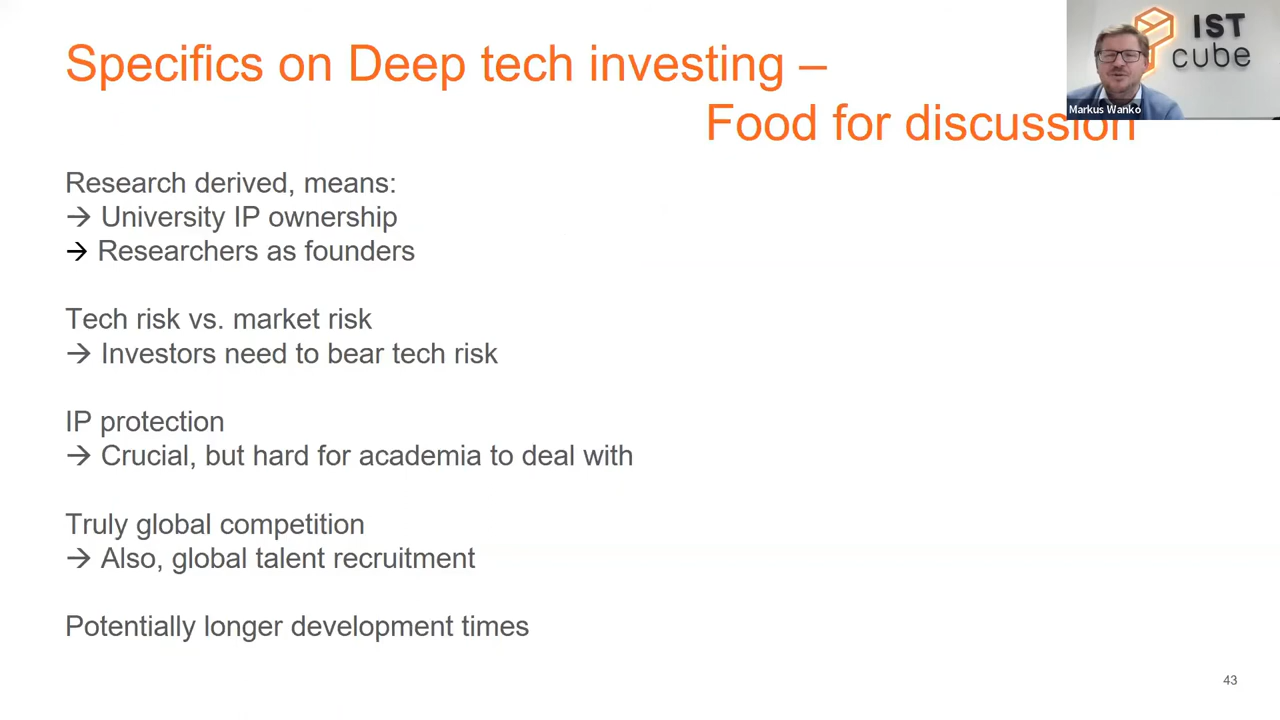 Specifics on Deep tech investing –
Food for discussion
IST
cube
Markus Wanko
Research derived, means:
→ University IP ownership
→ Researchers as founders
Tech risk vs. market risk
→ Investors need to bear tech risk
IP protection
→ Crucial, but hard for academia to deal with
Truly global competition
→ Also, global talent recruitment
Potentially longer development times
43